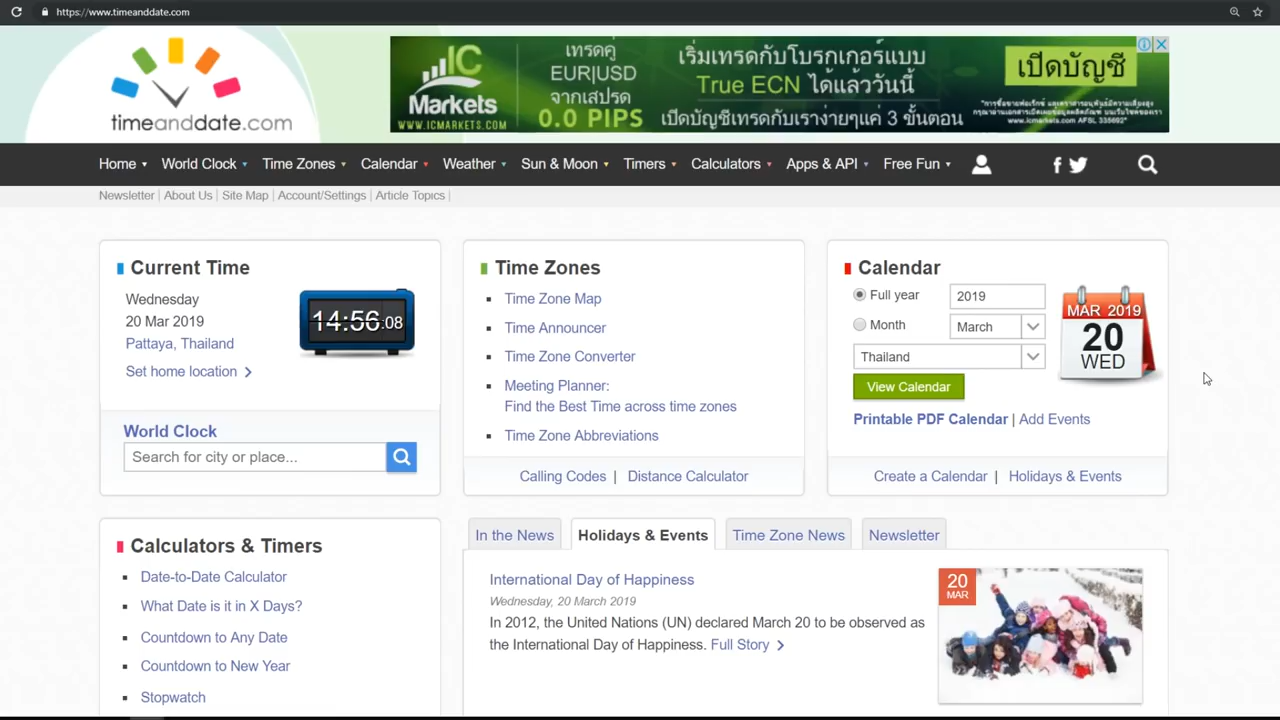 https://www.timeanddate.com
timeanddate.com
IC
Markets
WWW.ICMARKETS.COM
เทรดคู่
EUR|USD
จากสเปรด
0.0 PIPS
เริ่มเทรดกับโบรกเกอร์แบบ
True ECN ได้แล้ววันนี้
เปิดบัญชีเทรดกับเราง่ายๆแค่ 3 ขั้นตอน
เปิดบัญชี
Home World Clock Time Zones Calendar Weather Sun & Moon Timers Calculators Apps & API Free Fun
Newsletter | About Us | Site Map | Account/Settings | Article Topics |
Current Time
Wednesday
20 Mar 2019
Pattaya, Thailand
Set home location
14:56:08
World Clock
Search for city or place...
Time Zones
Time Zone Map
Time Announcer
Time Zone Converter
Meeting Planner:
Find the Best Time across time zones
Time Zone Abbreviations
Calling Codes | Distance Calculator
Calendar
Full year 2019
Month March
Thailand
View Calendar
MAR 2019
20
WED
Printable PDF Calendar | Add Events
Create a Calendar | Holidays & Events
Calculators & Timers
Date-to-Date Calculator
What Date is it in X Days?
Countdown to Any Date
Countdown to New Year
Stopwatch
In the News Holidays & Events Time Zone News Newsletter
International Day of Happiness
Wednesday, 20 March 2019
In 2012, the United Nations (UN) declared March 20 to be observed as
the International Day of Happiness. Full Story
20
MAR